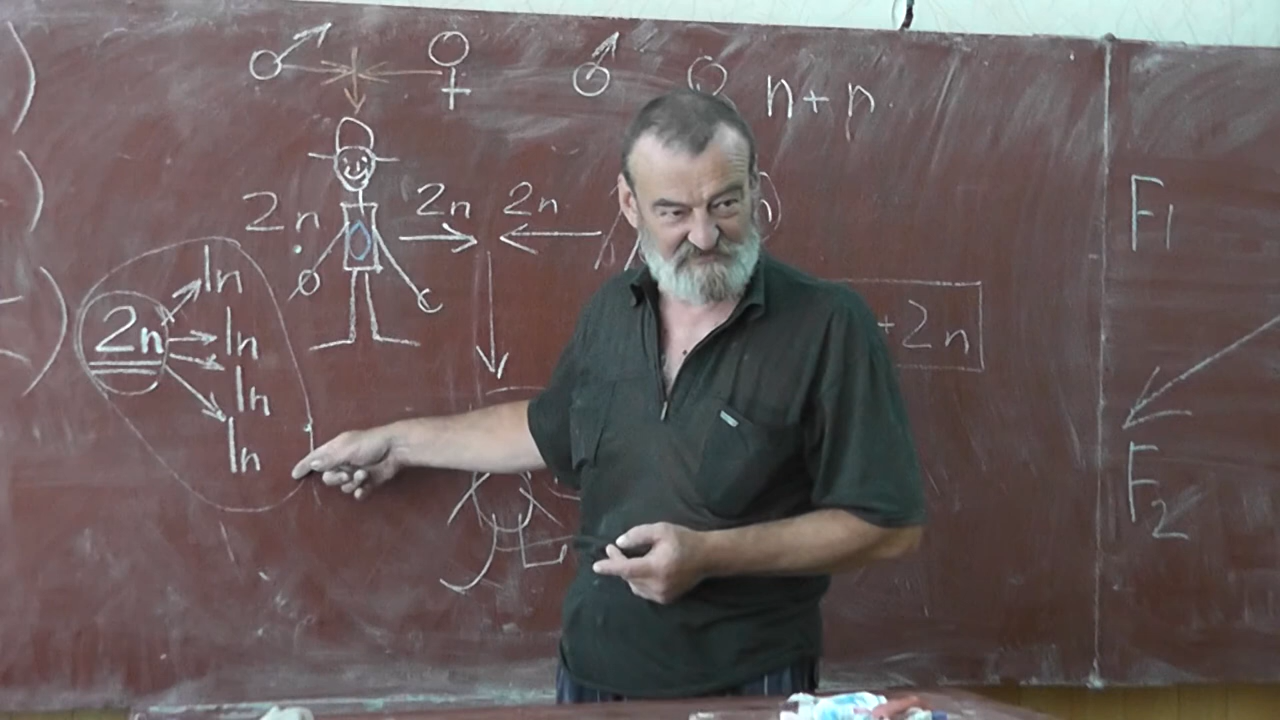 n + n
2n 2n 2n n)
F1
2n 1n
1n
1n
1n
+ 2n
F2